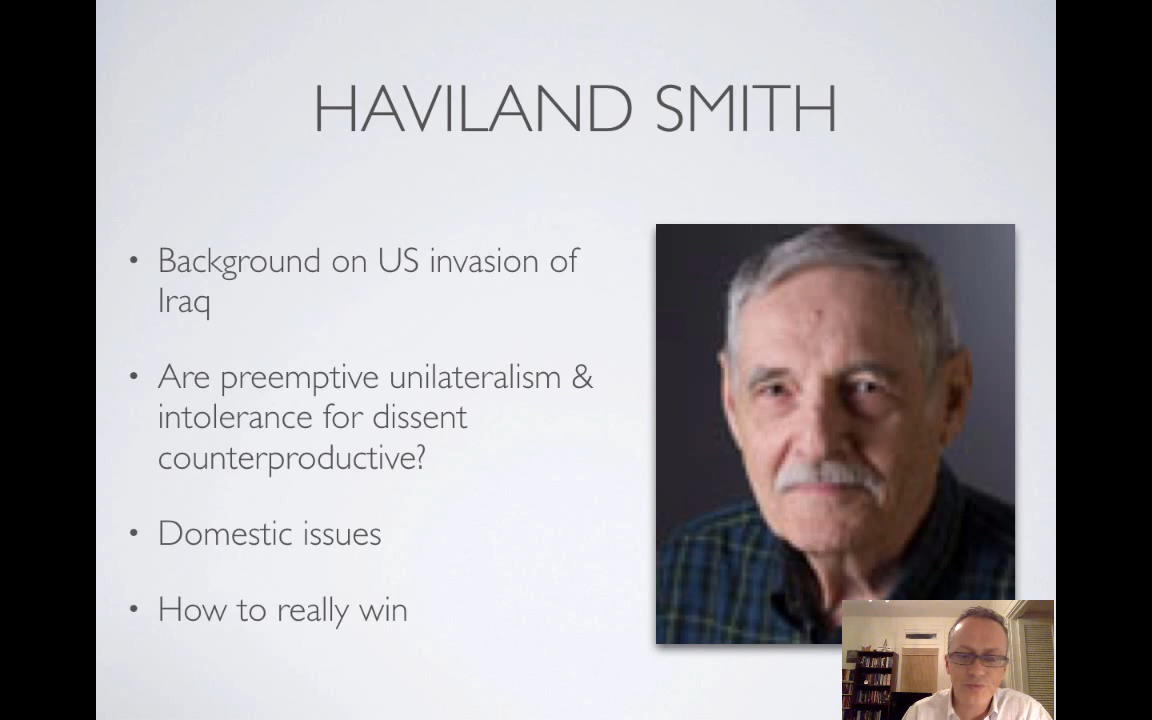 HAVILAND SMITH
• Background on US invasion of
Iraq
• Are preemptive unilateralism &
intolerance for dissent
counterproductive?
• Domestic issues
• How to really win